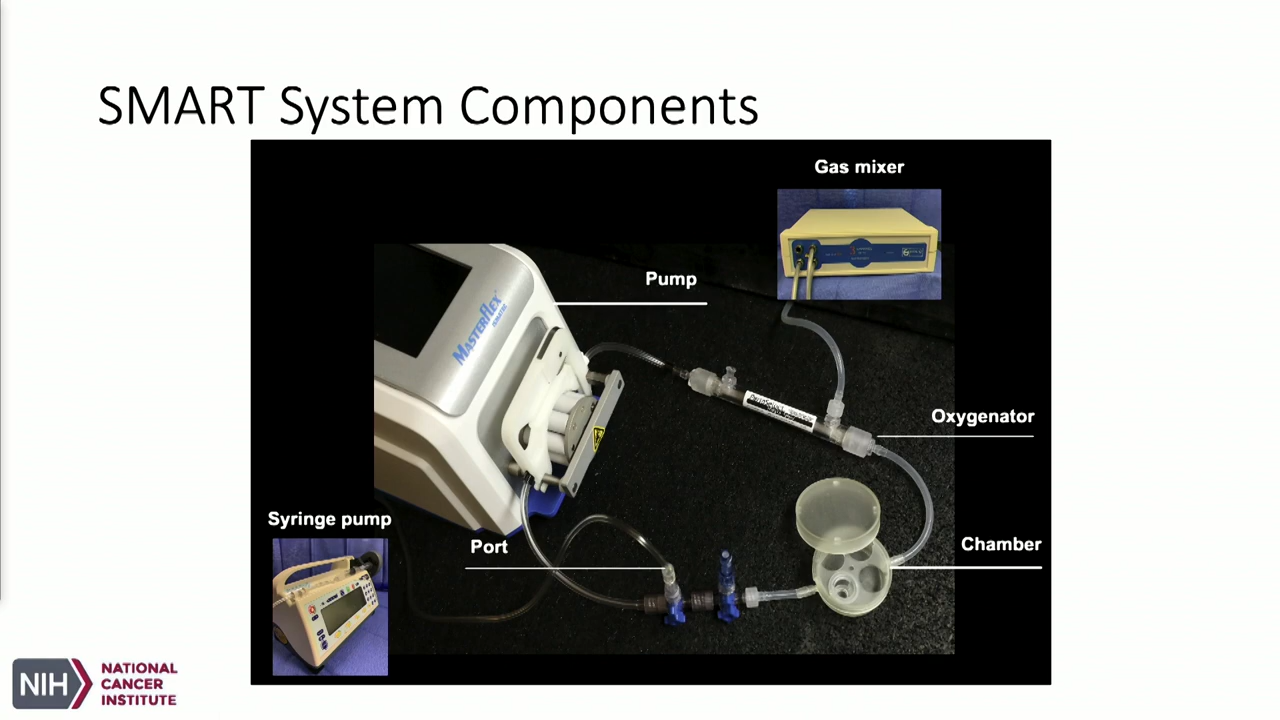 SMART System Components
Gas mixer
Pump
MASTERFLEX
Oxygenator
Syringe pump
Port
Chamber
NIH
NATIONAL
CANCER
INSTITUTE